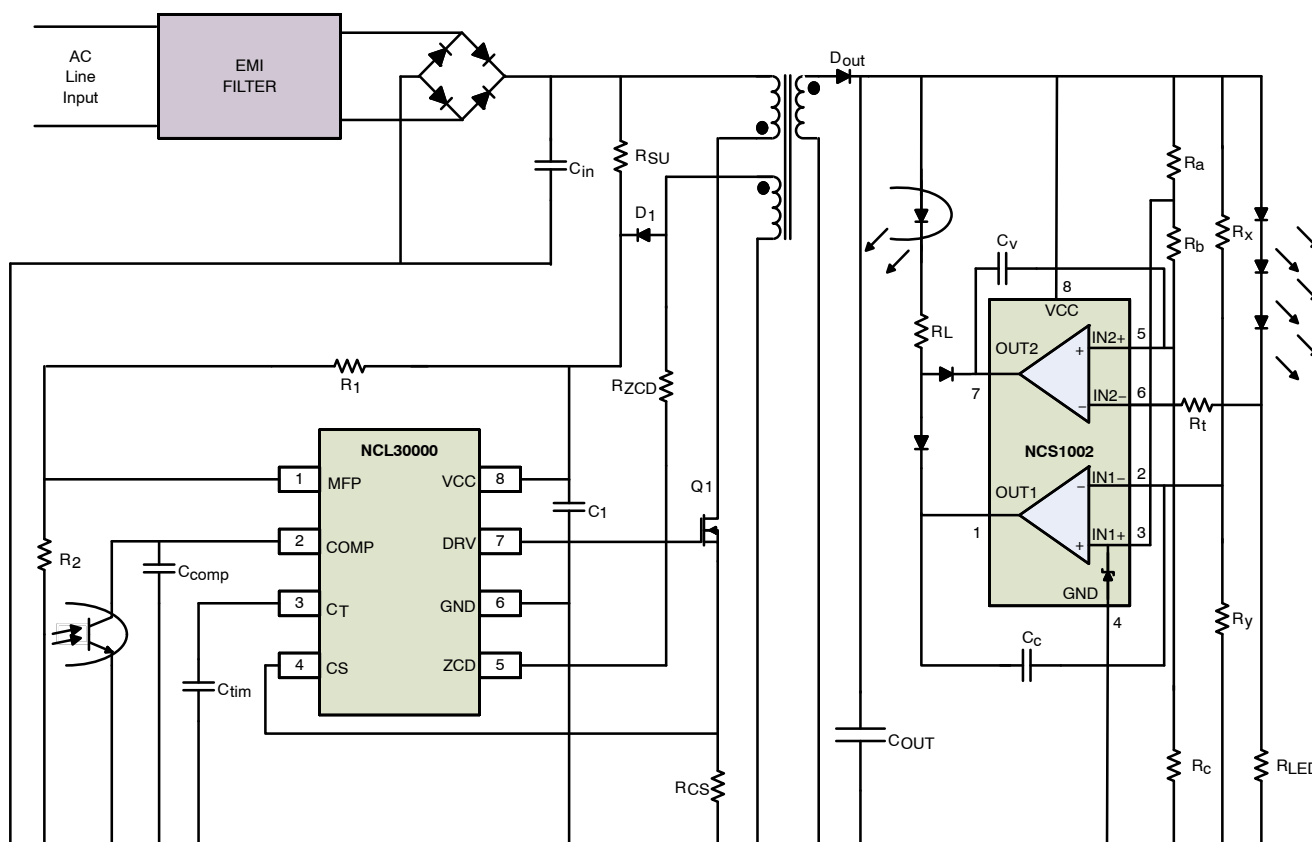 AC
Line
Input
EMI
FILTER
Cin
RSU
D1
Dout
Ra
Rb
Rx
Cv
8
VCC
RL
OUT2
7
+
IN2+
5
−
IN2−
6
Rt
R1
RZCD
NCL30000
1
MFP
VCC
8
2
COMP
DRV
7
3
CT
GND
6
4
CS
ZCD
5
C1
Q1
R2
Ccomp
Ctim
RCS
NCS1002
OUT1
1
−
IN1−
2
+
IN1+
3
GND
4
Ry
Cc
COUT
Rc
RLED